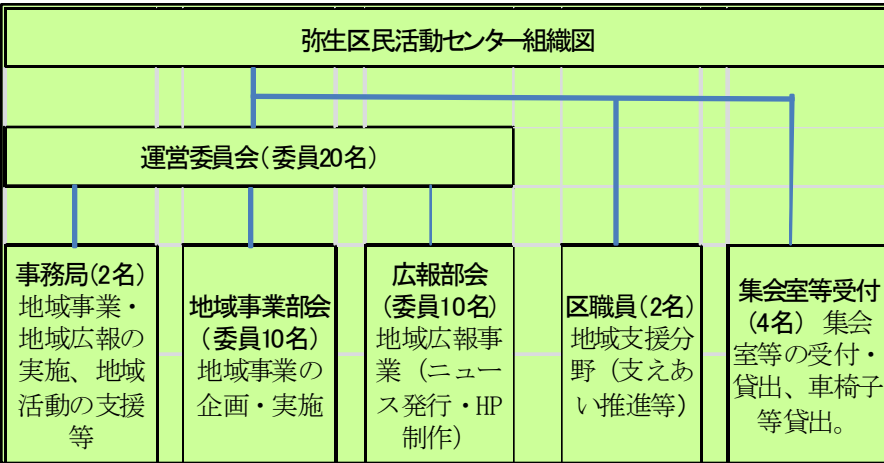 弥生区民活動センター組織図
運営委員会(委員20名)
事務局(2名)
地域事業・
地域広報の
実施、地域
活動の支援
等
地域事業部会
(委員10名)
地域事業の
企画・実施
広報部会
(委員10名)
地域広報事
業（ニュー
ス発行・HP
制作）
区職員(2名)
地域支援分
野（支えあ
い推進等）
集会室等受付
(4名) 集会
室等の受付・
貸出、車椅子
等貸出。